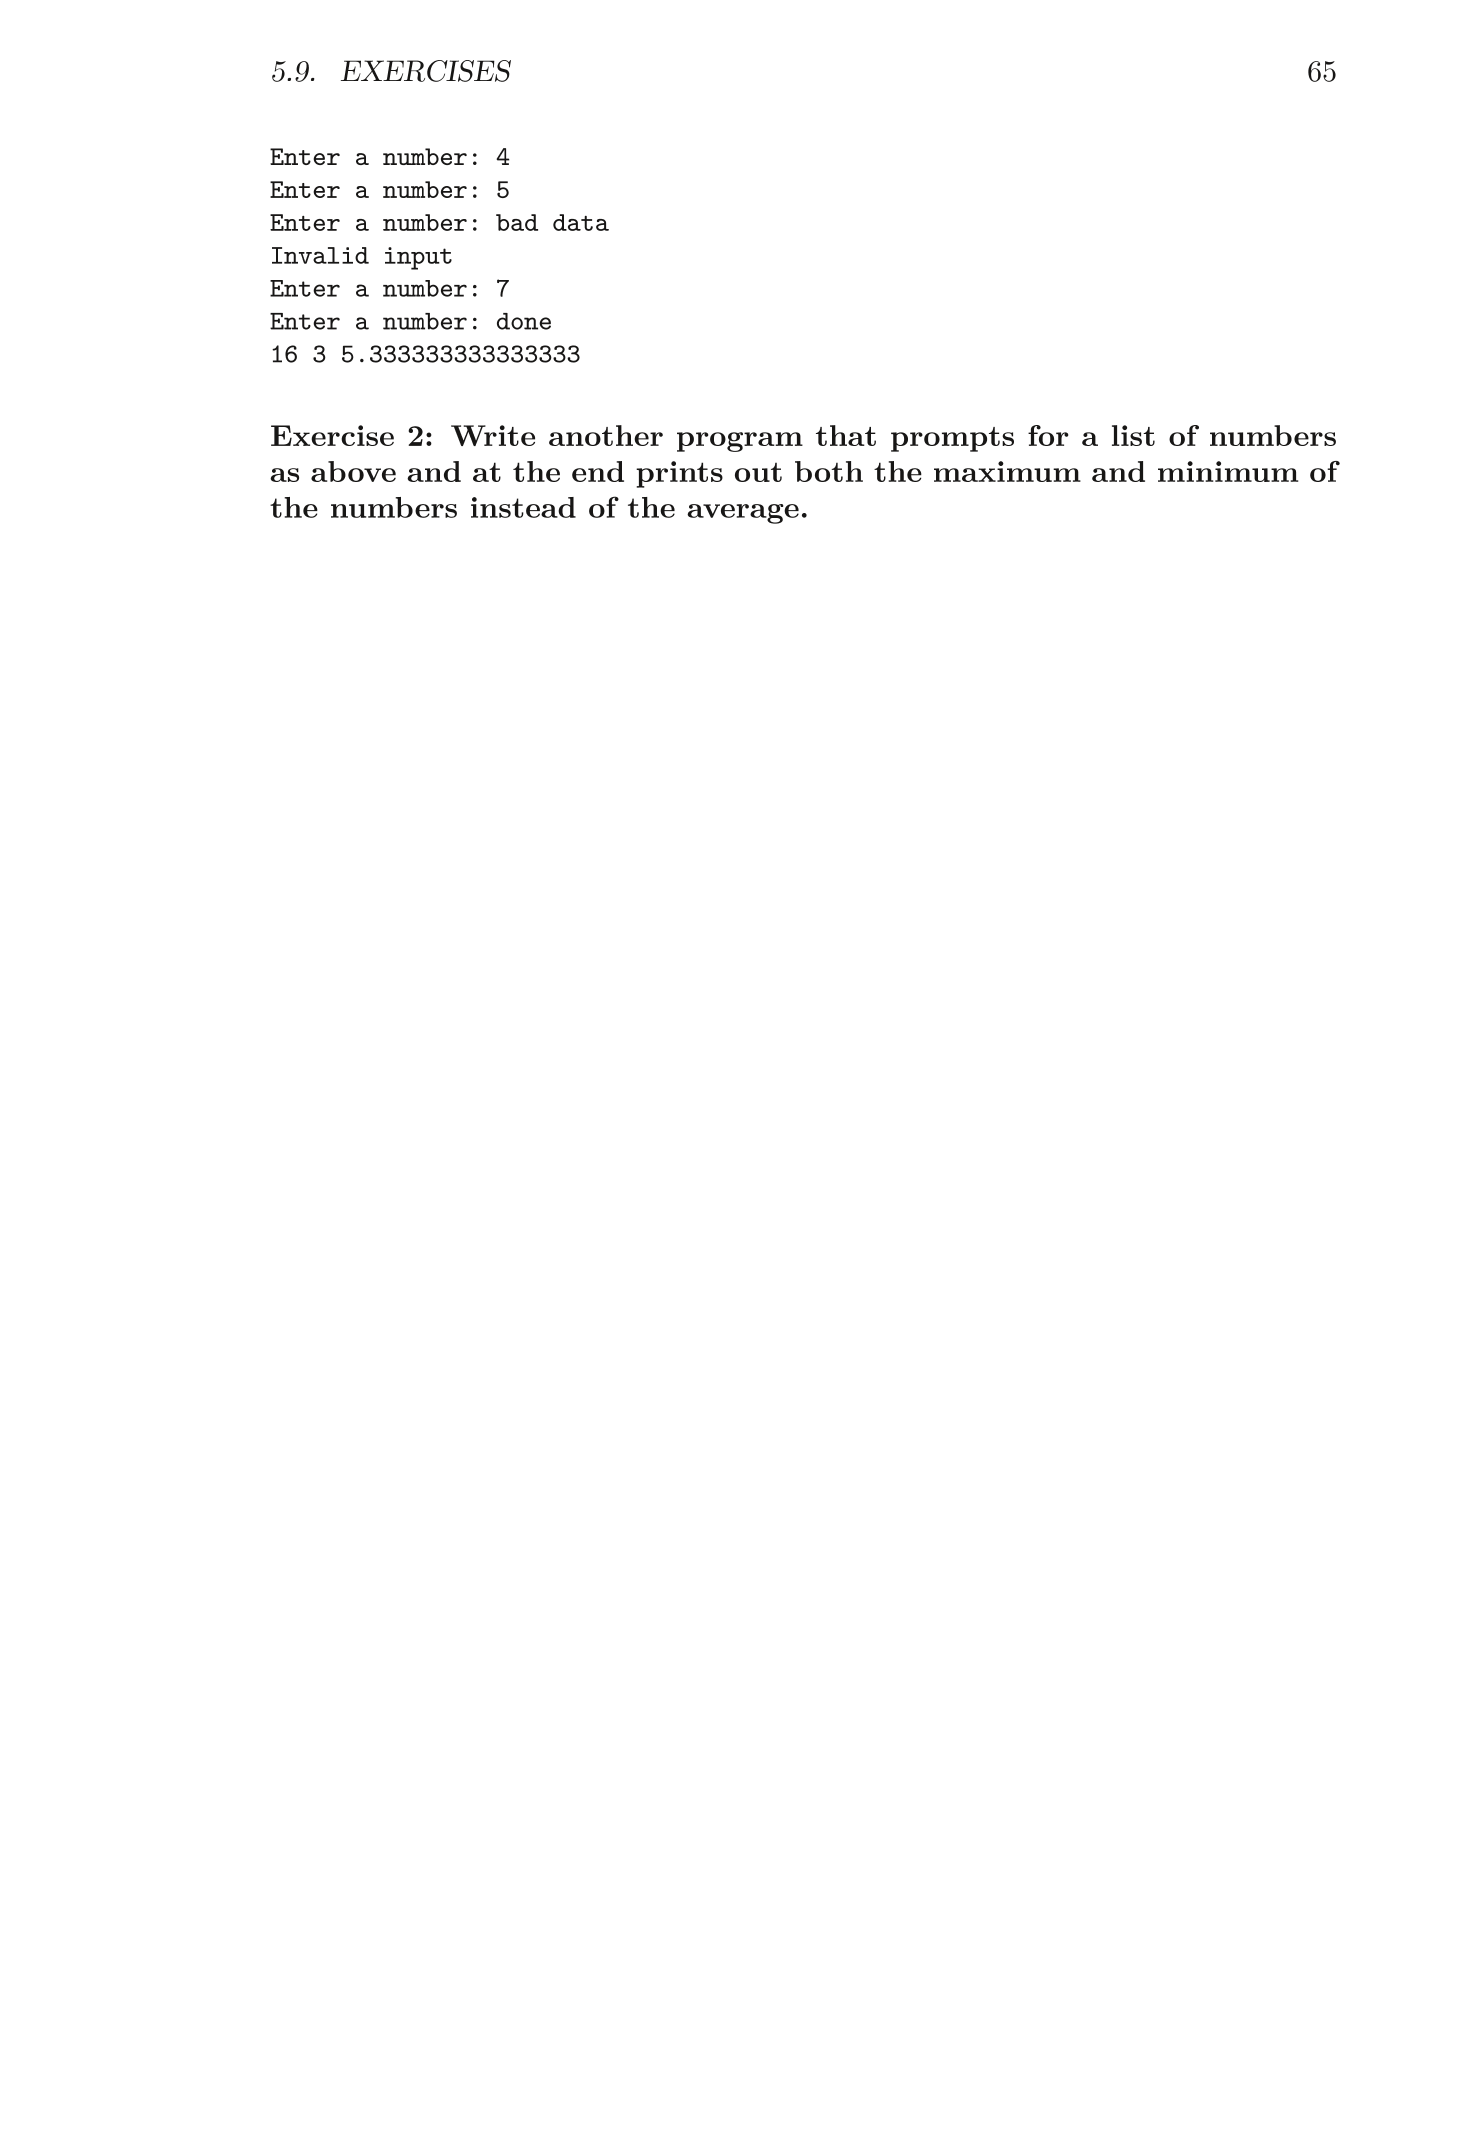 5.9. EXERCISES 65
Enter a number: 4
Enter a number: 5
Enter a number: bad data
Invalid input
Enter a number: 7
Enter a number: done
16 3 5.333333333333333
Exercise 2: Write another program that prompts for a list of numbers
as above and at the end prints out both the maximum and minimum of
the numbers instead of the average.